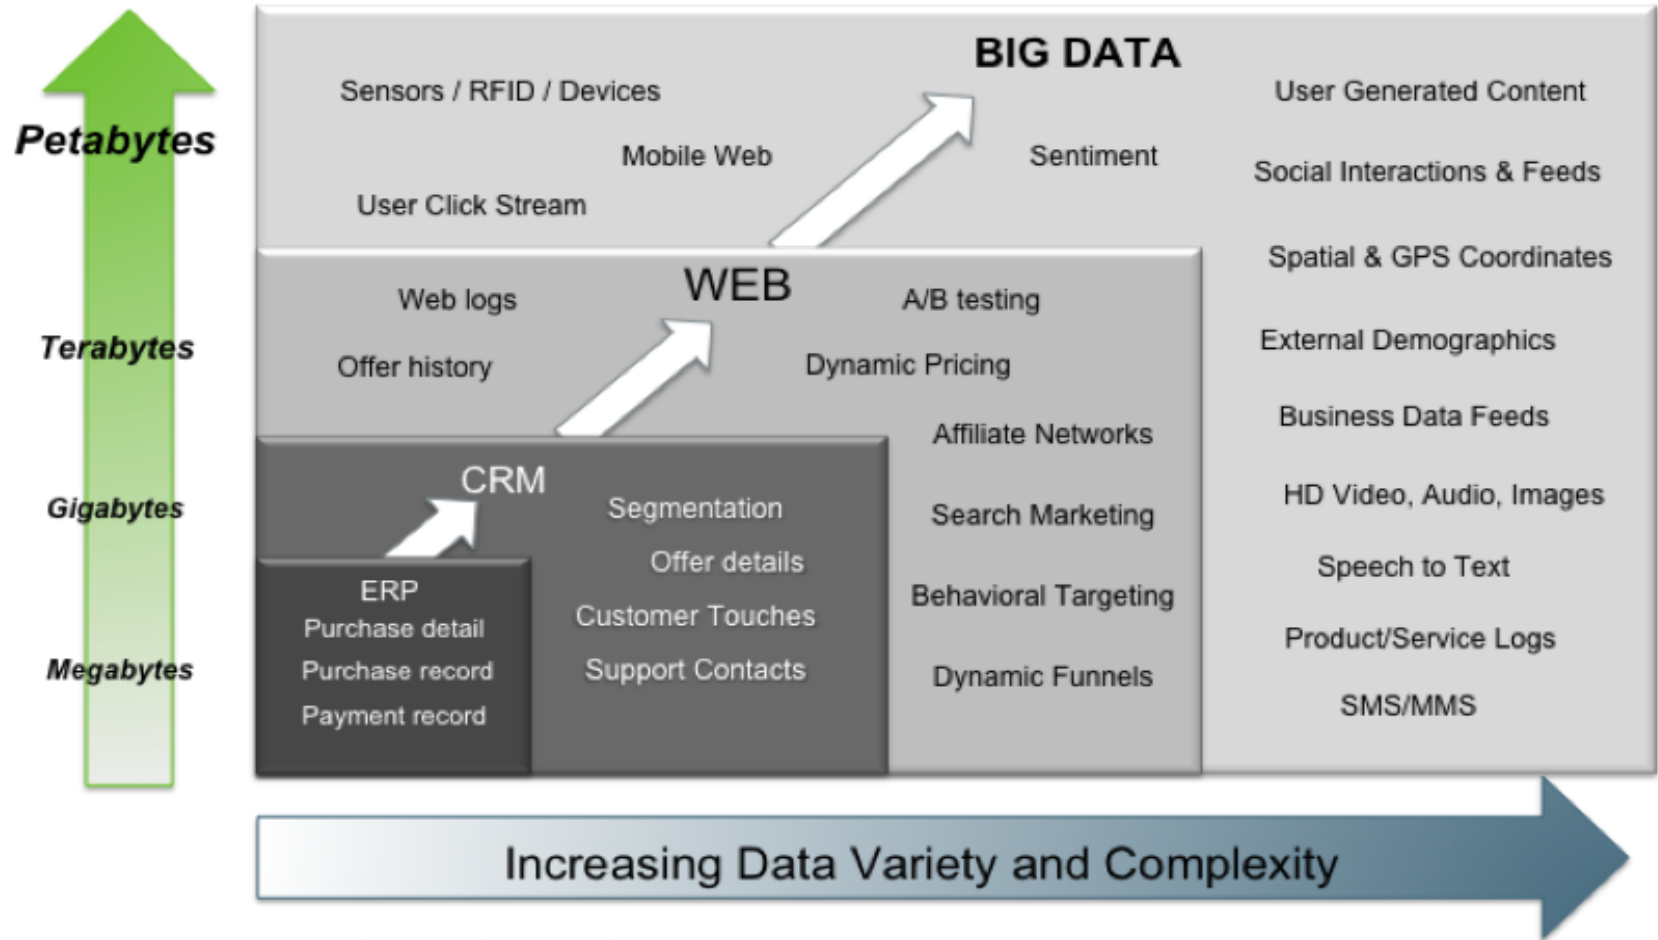 BIG DATA
Sensors / RFID / Devices
User Generated Content
Petabytes
Mobile Web
Sentiment
Social Interactions & Feeds
User Click Stream
Spatial & GPS Coordinates
WEB
Web logs
A/B testing
Terabytes
External Demographics
Offer history
Dynamic Pricing
Business Data Feeds
Affiliate Networks
CRM
HD Video, Audio, Images
Gigabytes
Segmentation
Search Marketing
Offer details
Speech to Text
ERP
Behavioral Targeting
Customer Touches
Purchase detail
Product/Service Logs
Megabytes
Purchase record
Support Contacts
Dynamic Funnels
SMS/MMS
Payment record
Increasing Data Variety and Complexity